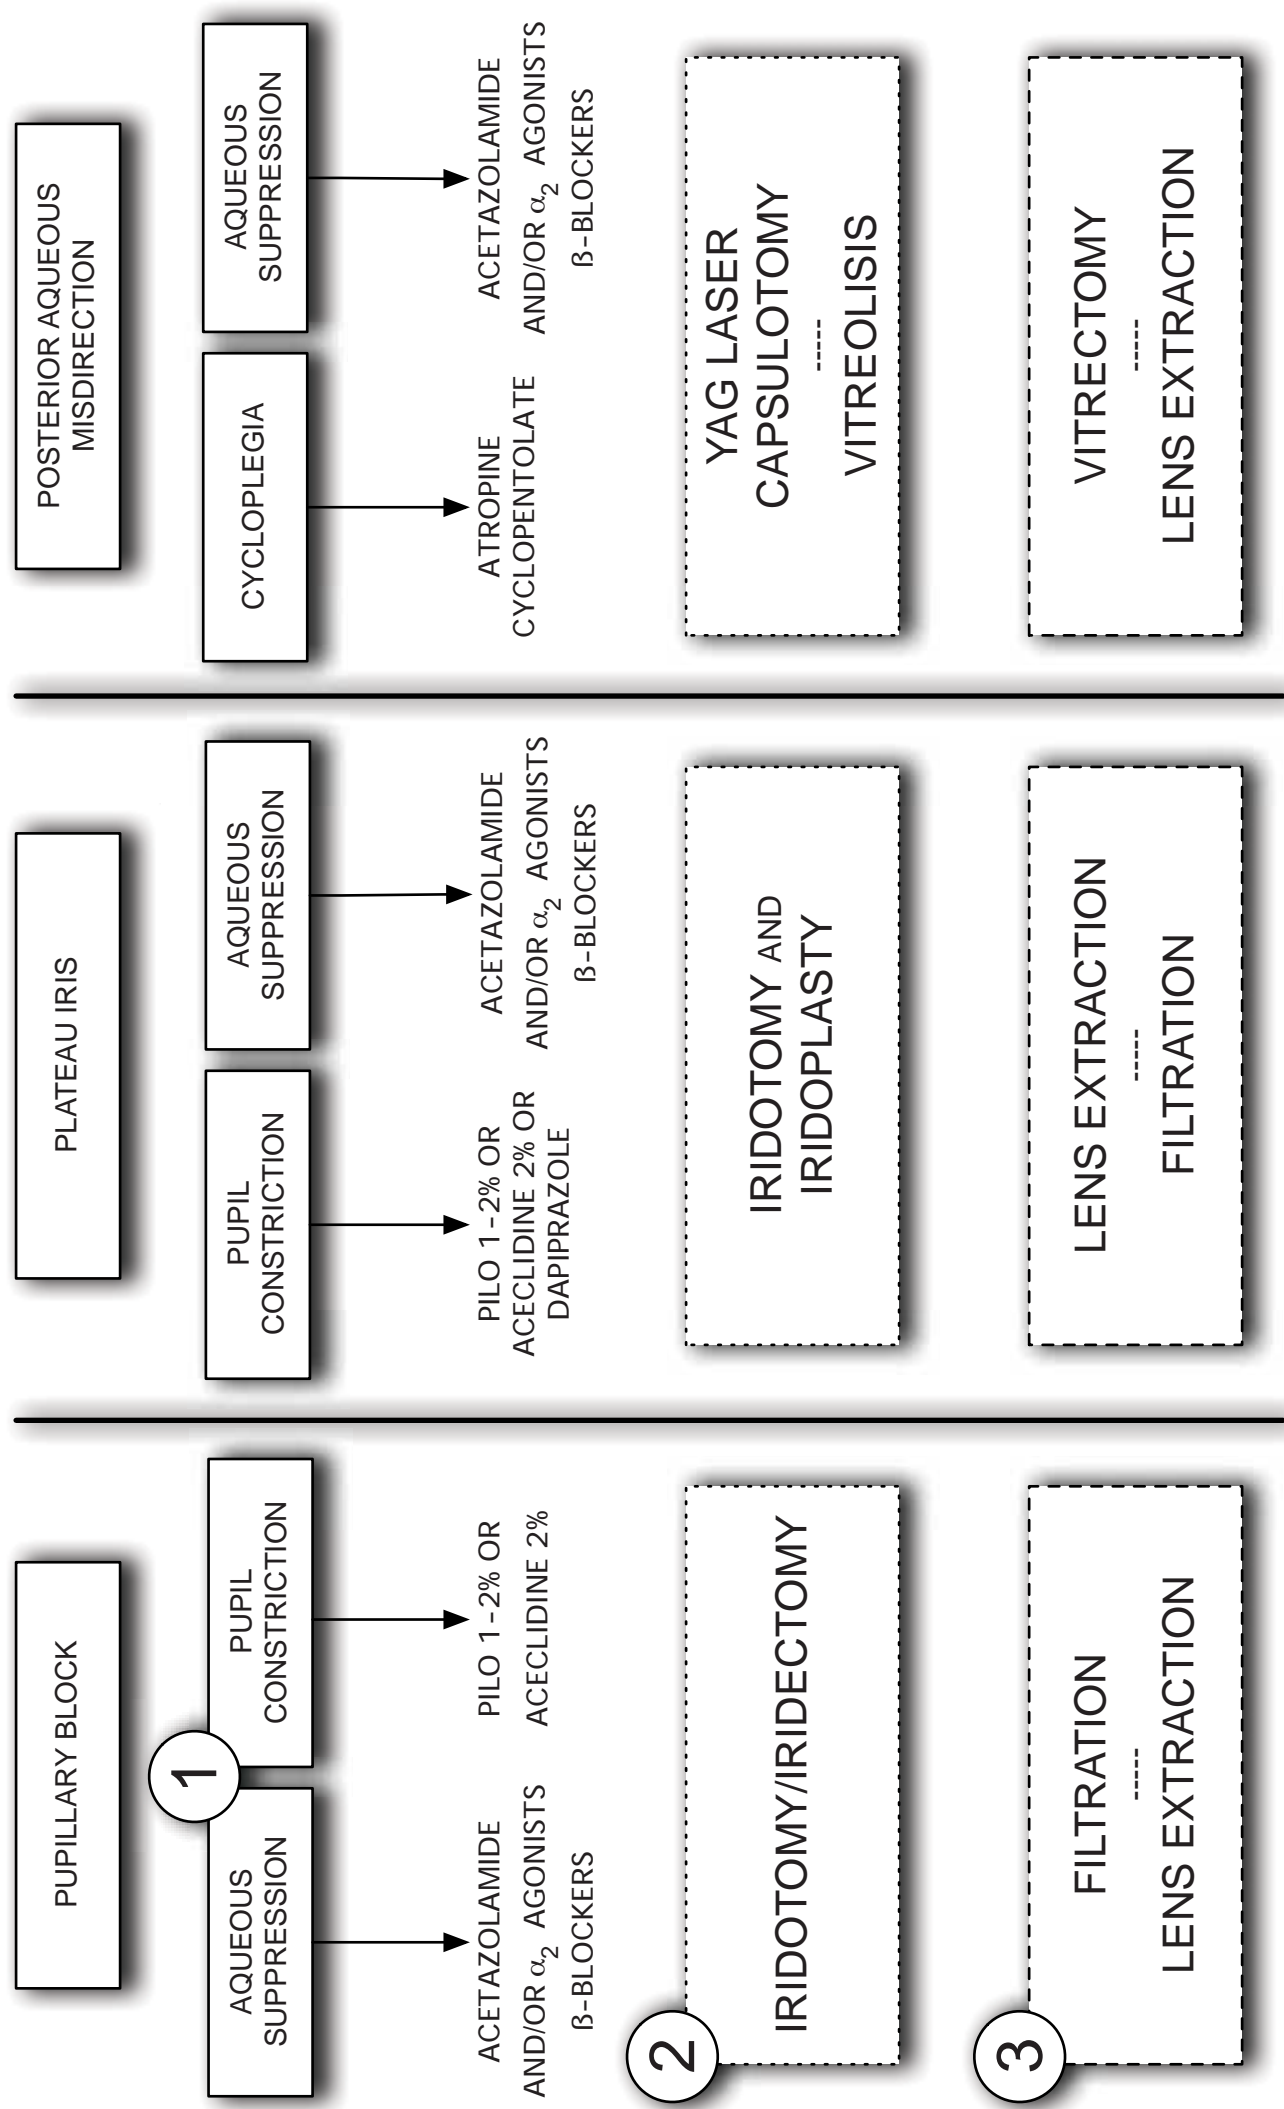 PUPILLARY BLOCK
1
AQUEOUS
SUPPRESSION
PUPIL
CONSTRICTION
ACETAZOLAMIDE
AND/OR α2 AGONISTS
ß-BLOCKERS
PILO 1-2% OR
ACECLIDINE 2%
2
IRIDOTOMY/IRIDECTOMY
3
FILTRATION
-----
LENS EXTRACTION
PLATEAU IRIS
PUPIL
CONSTRICTION
AQUEOUS
SUPPRESSION
PILO 1-2% OR
ACECLIDINE 2% OR
DAPIPRAZOLE
ACETAZOLAMIDE
AND/OR α2 AGONISTS
ß-BLOCKERS
IRIDOTOMY AND
IRIDOPLASTY
LENS EXTRACTION
-----
FILTRATION
POSTERIOR AQUEOUS
MISDIRECTION
CYCLOPLEGIA
AQUEOUS
SUPPRESSION
ATROPINE
CYCLOPENTOLATE
ACETAZOLAMIDE
AND/OR α2 AGONISTS
ß-BLOCKERS
YAG LASER
CAPSULOTOMY
-----
VITREOLISIS
VITRECTOMY
-----
LENS EXTRACTION